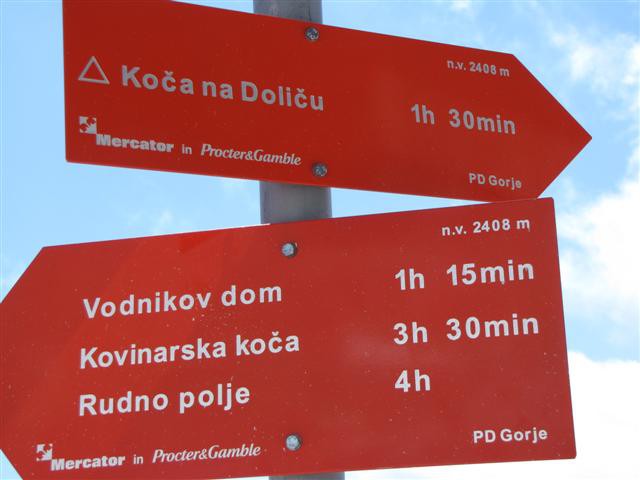 n.v. 2408 m
Koča na Doliču 1h 30min
Mercator in Procter&Gamble
PD Gorje
n.v. 2408 m
Vodnikov dom 1h 15min
Kovinarska koča 3h 30min
Rudno polje 4h
PD Gorje
Mercator in Procter&Gamble